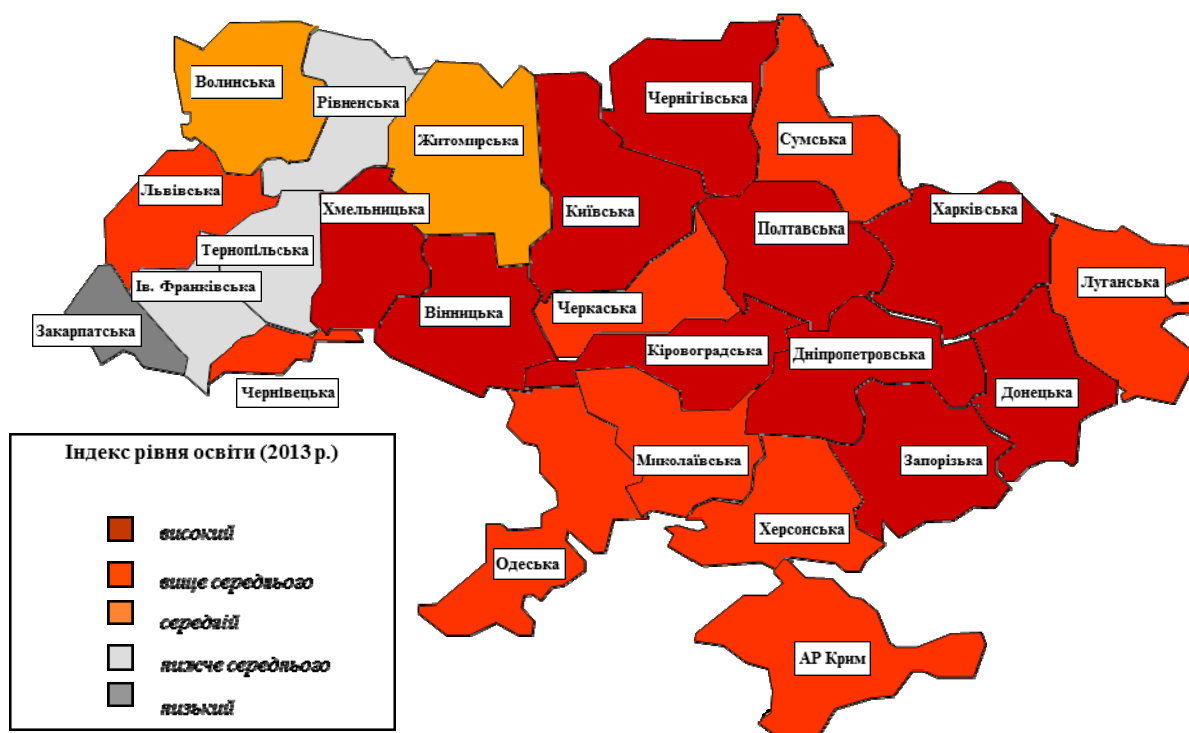 Волинська
Рівненська
Чернігівська
Житомирська
Сумська
Львівська
Хмельницька
Київська
Харківська
Полтавська
Тернопільська
Ів. Франківська
Луганська
Закарпатська
Вінницька
Черкаська
Кіровоградська
Дніпропетровська
Чернівецька
Донецька
Миколаївська
Запорізька
Херсонська
Одеська
АР Крим
Індекс рівня освіти (2013 р.)
високий
вище середнього
середній
нижче середнього
низький